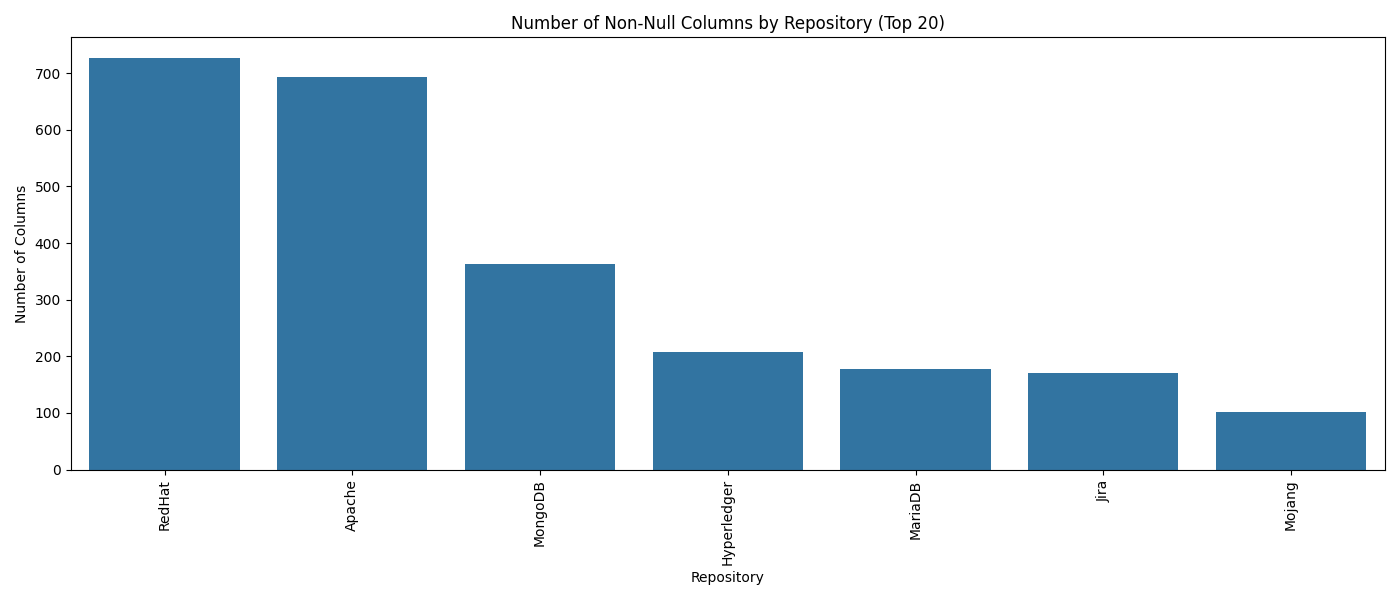 Number of Non-Null Columns by Repository (Top 20)
Number of Columns
700
600
500
400
300
200
100
0
RedHat
Apache
MongoDB
Hyperledger
MariaDB
Jira
Mojang
Repository